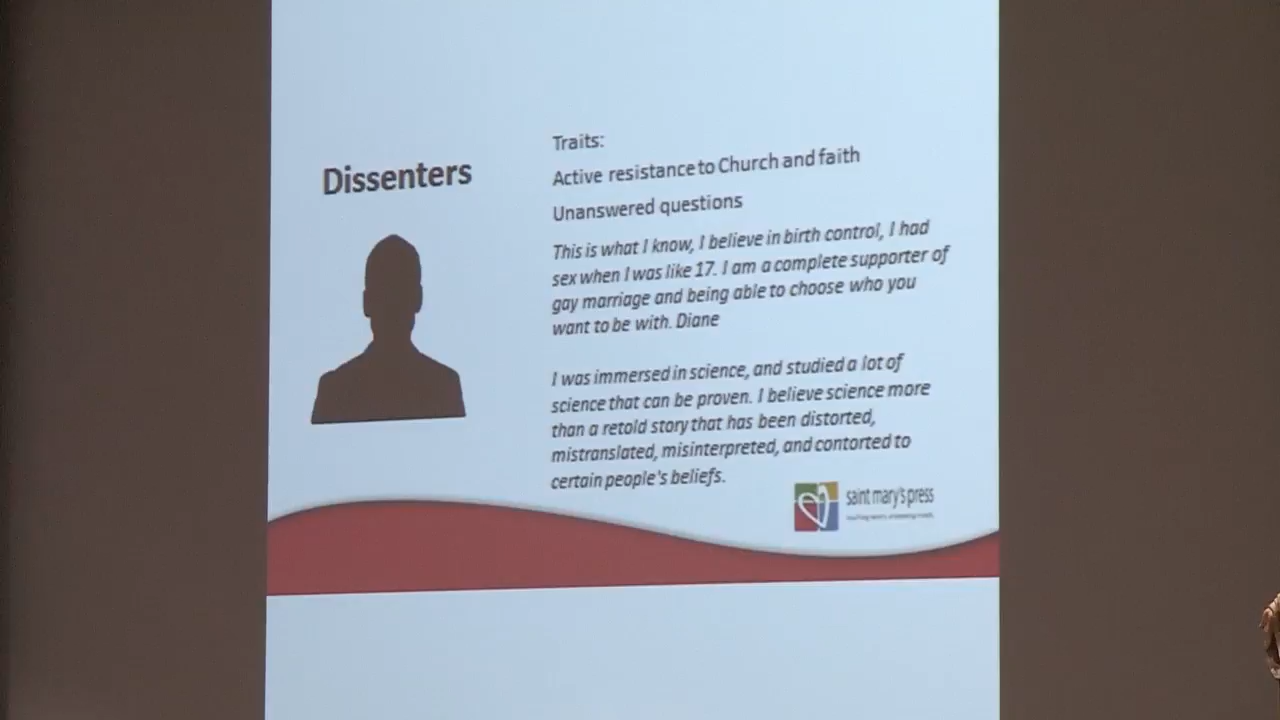 Dissenters
Traits:
Active resistance to Church and faith
Unanswered questions
This is what I know, I believe in birth control, I had
sex when I was like 17. I am a complete supporter of
gay marriage and being able to choose who you
want to be with. Diane
I was immersed in science, and studied a lot of
science that can be proven. I believe science more
than a retold story that has been distorted,
mistranslated, misinterpreted, and contorted to
certain people's beliefs.
saint mary's press